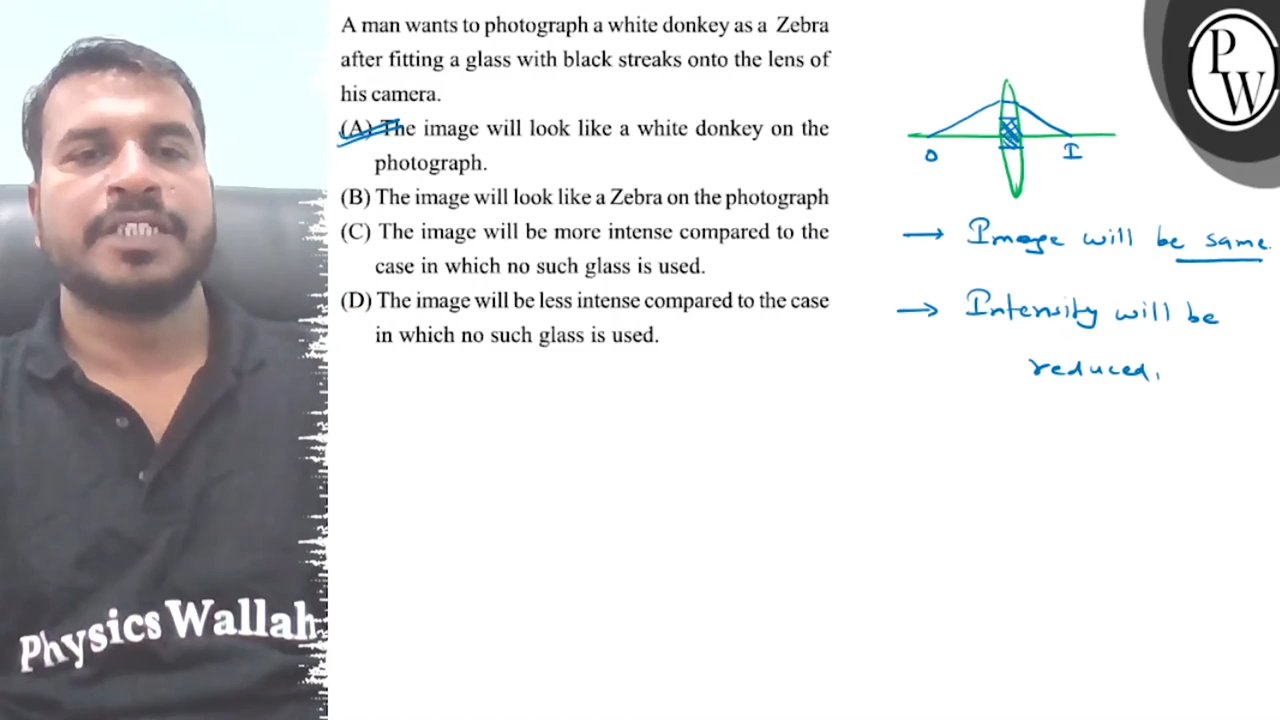 A man wants to photograph a white donkey as a Zebra
after fitting a glass with black streaks onto the lens of
his camera.
(A) The image will look like a white donkey on the
photograph.
(B) The image will look like a Zebra on the photograph
(C) The image will be more intense compared to the
case in which no such glass is used.
(D) The image will be less intense compared to the case
in which no such glass is used.
PW
O I
→ Image will be same
→ Intensity will be
reduced.
Physics Wallah